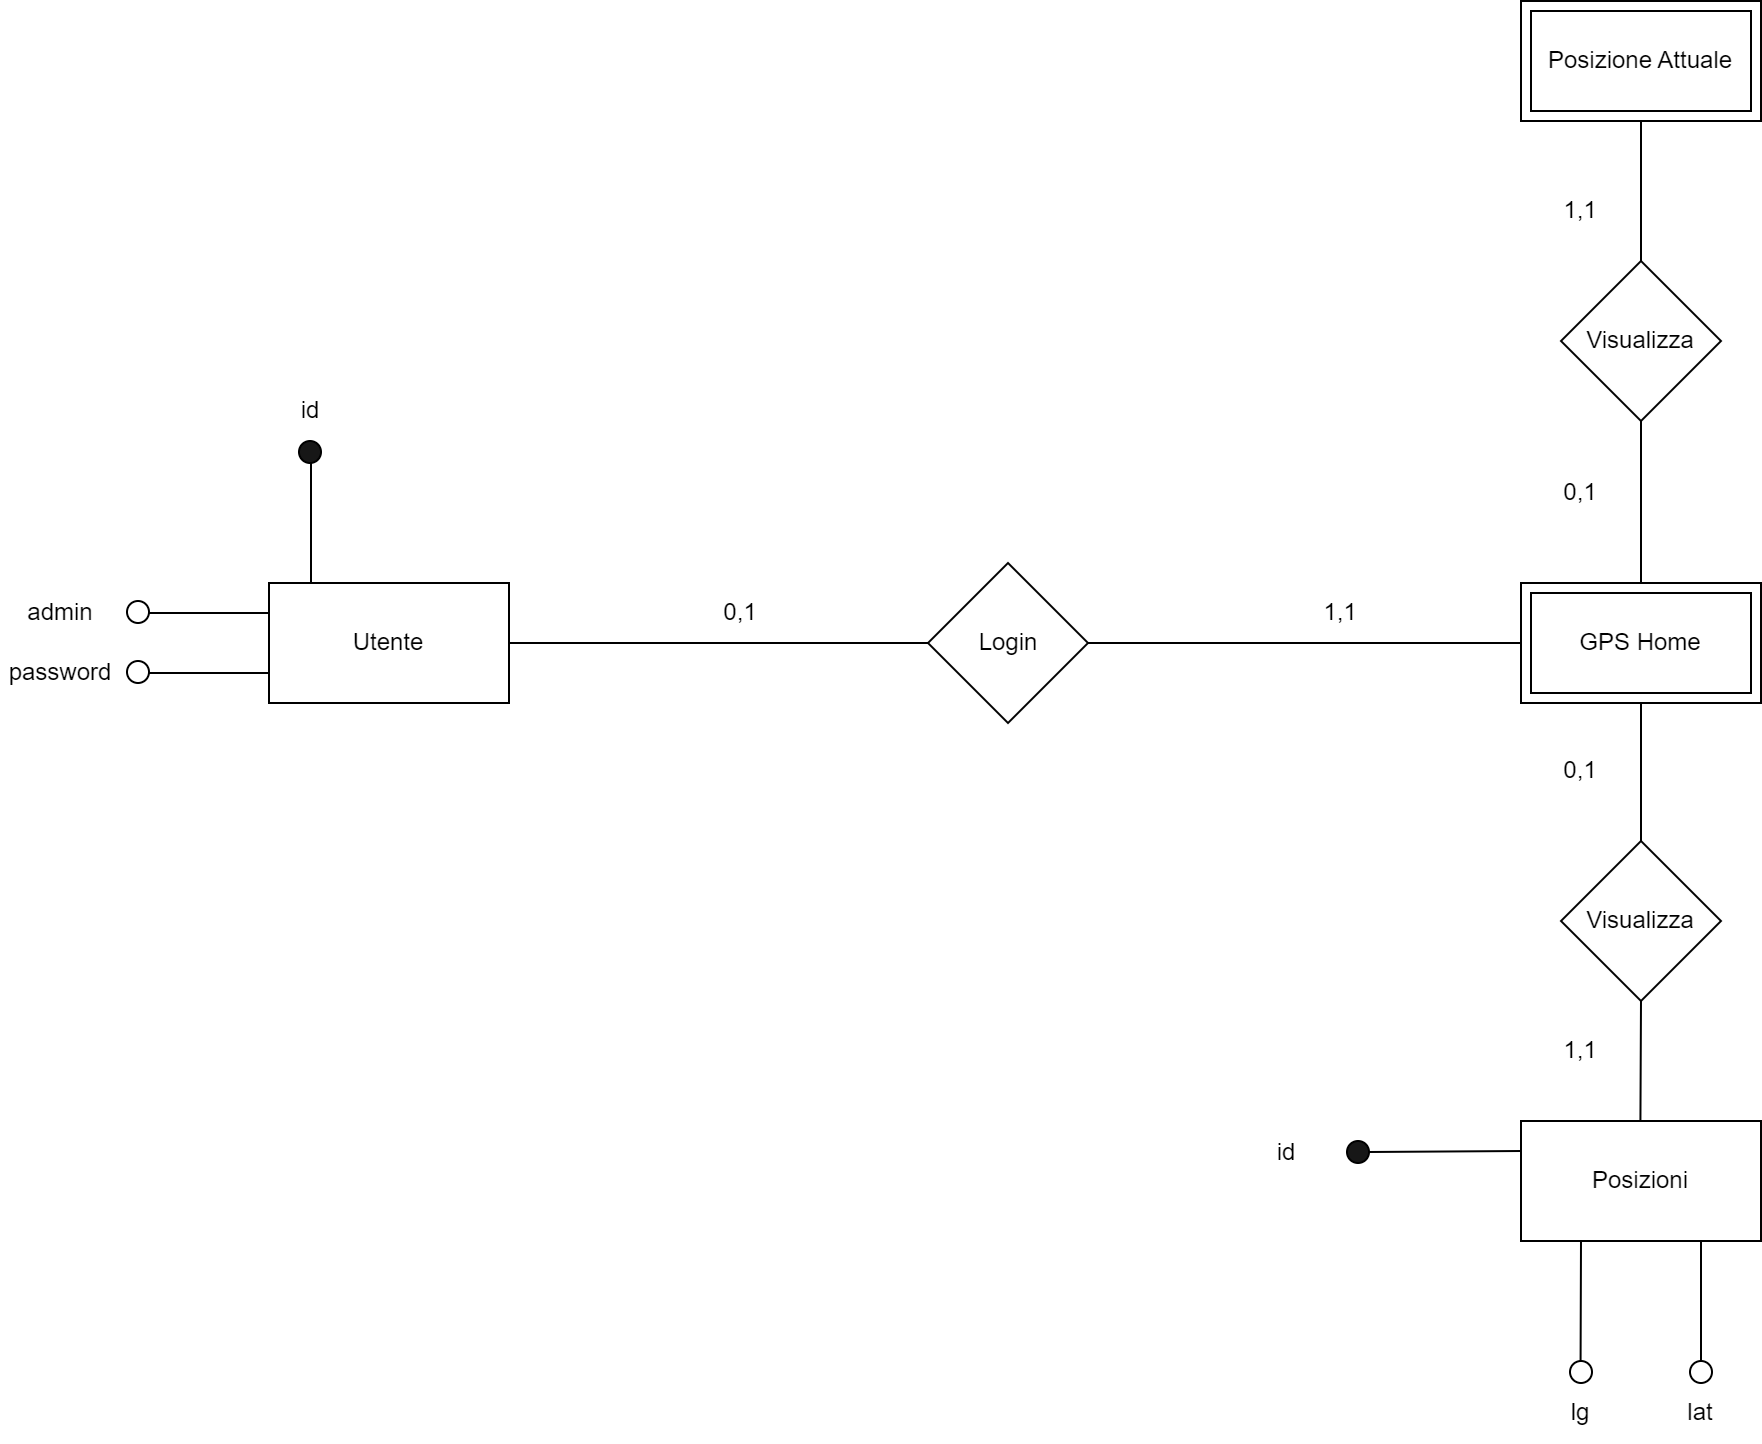 Posizione Attuale
1,1
Visualizza
id
0,1
admin
0,1
1,1
Utente
Login
GPS Home
password
0,1
Visualizza
1,1
id
Posizioni
lg
lat